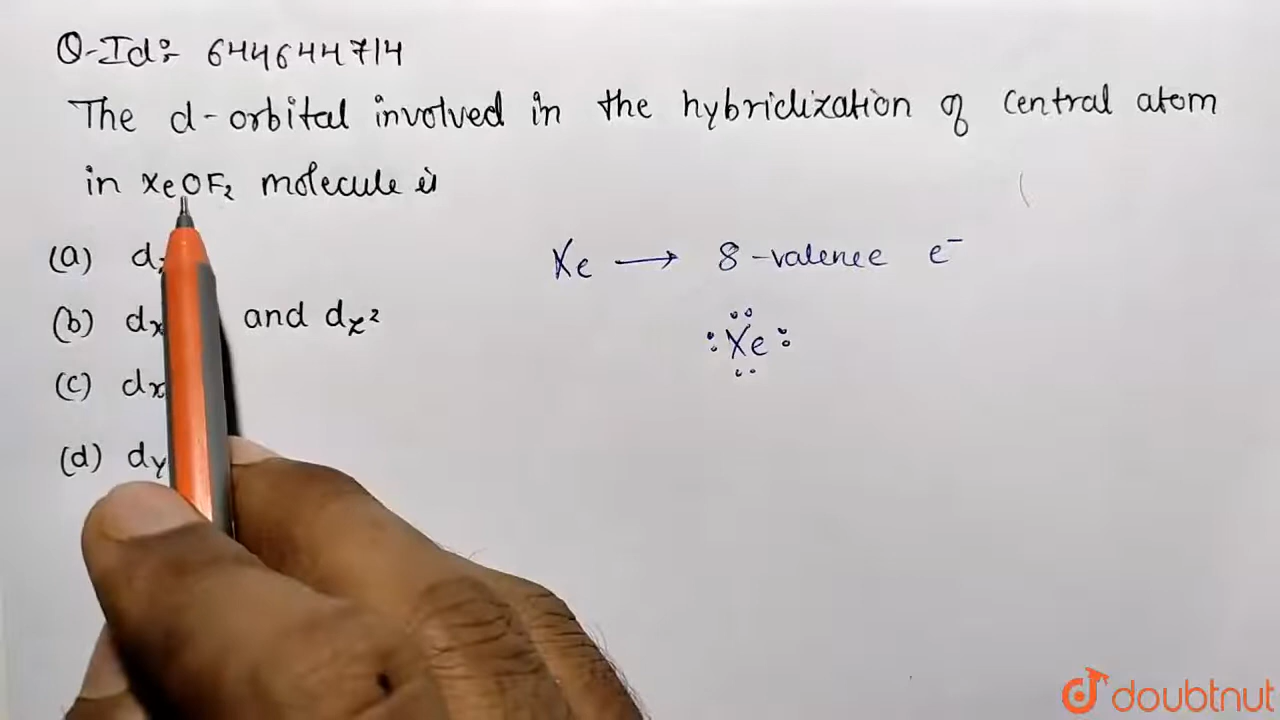 Q-Id:- 644644714
The d-orbital involved in the hybridization of central atom
in XeOF₂ molecule is
(a) d
(b) dx and dz²
(c) dx
(d) dy
Xe → 8-valence e⁻
Xe
doubtnut